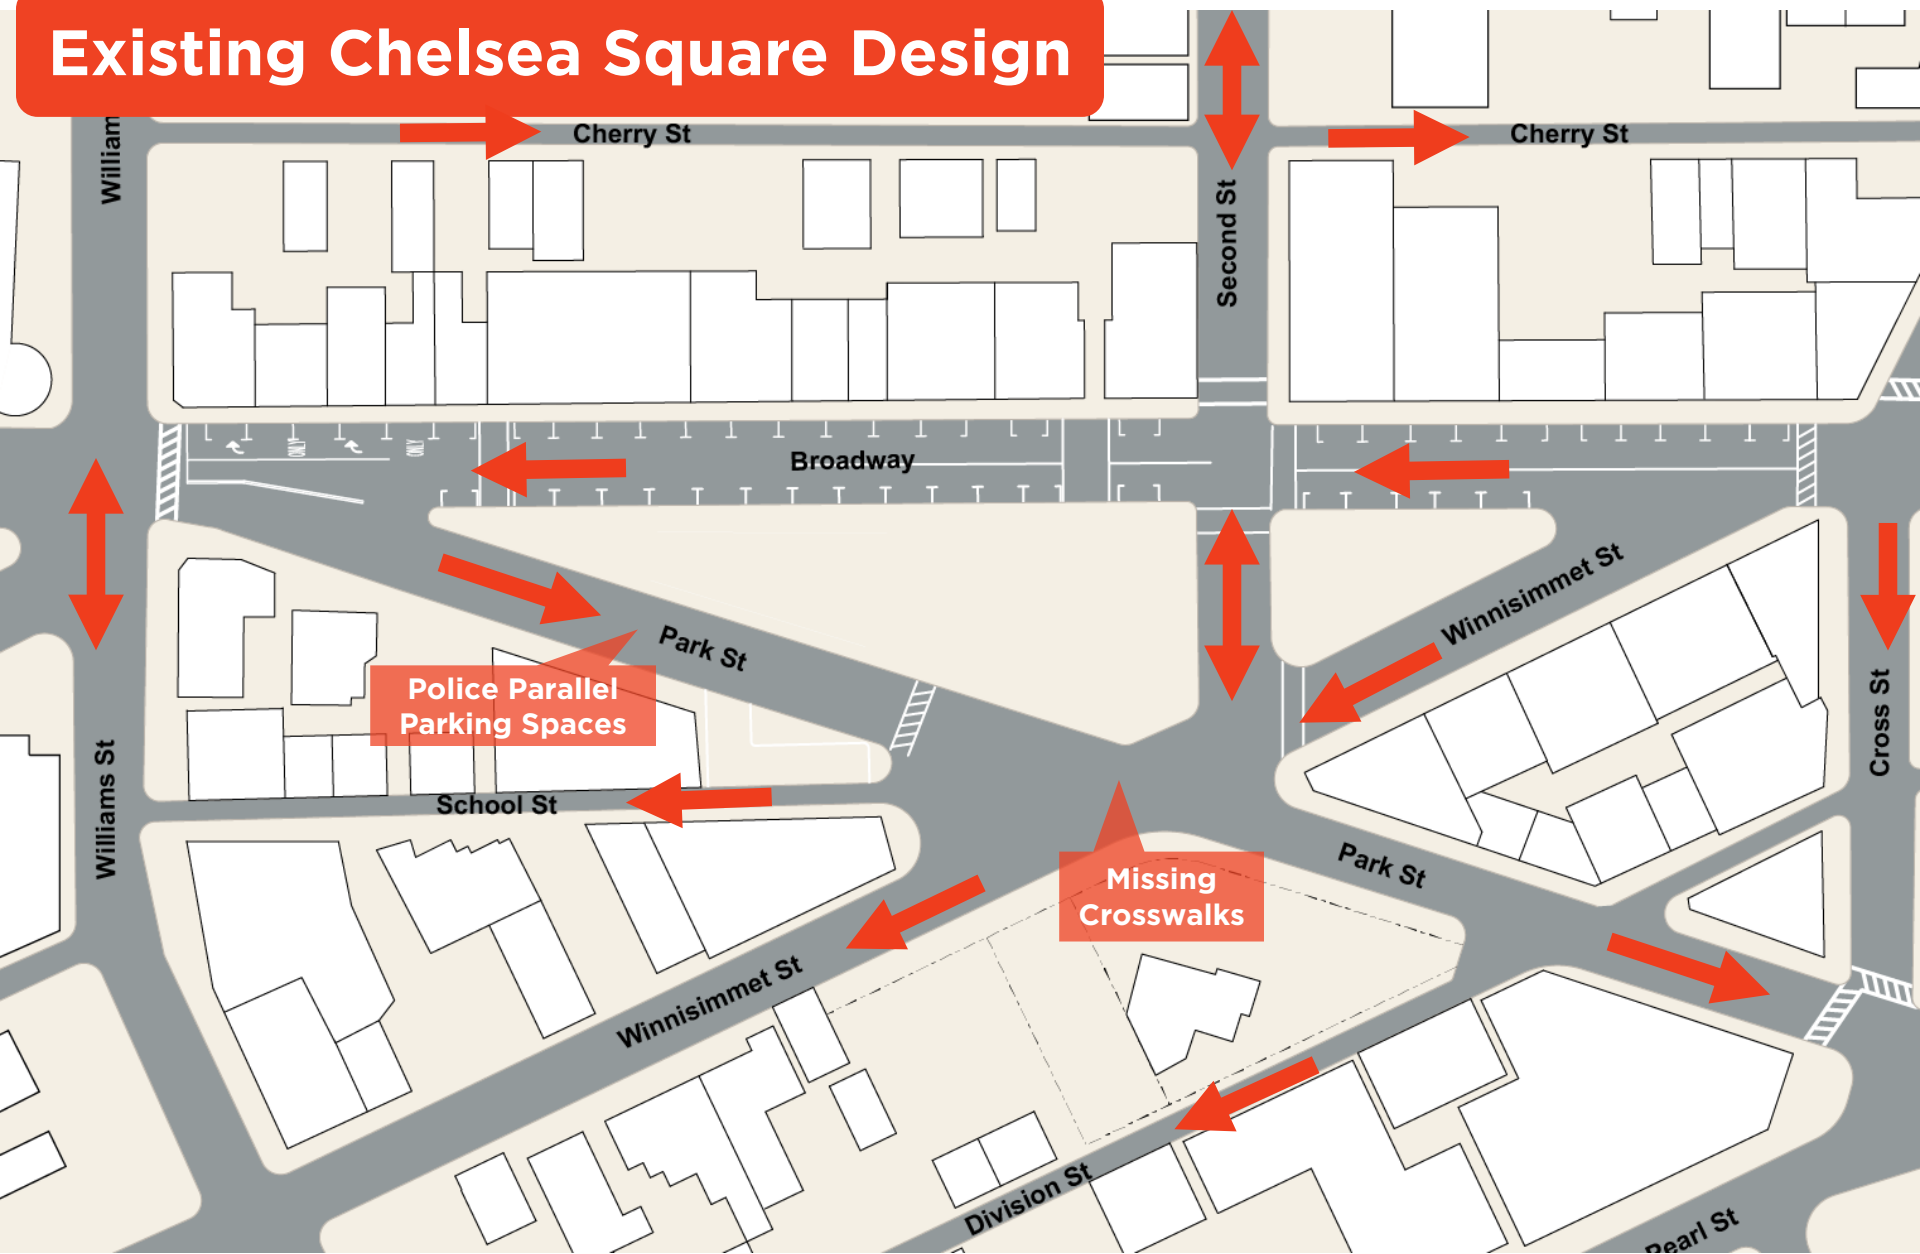 Existing Chelsea Square Design
Cherry St
Cherry St
William
Second St
ONLY
ONLY
Broadway
Winnisimmet St
Park St
Police Parallel
Parking Spaces
Cross St
Williams St
School St
Park St
Missing
Crosswalks
Winnisimmet St
Division St
Pearl St